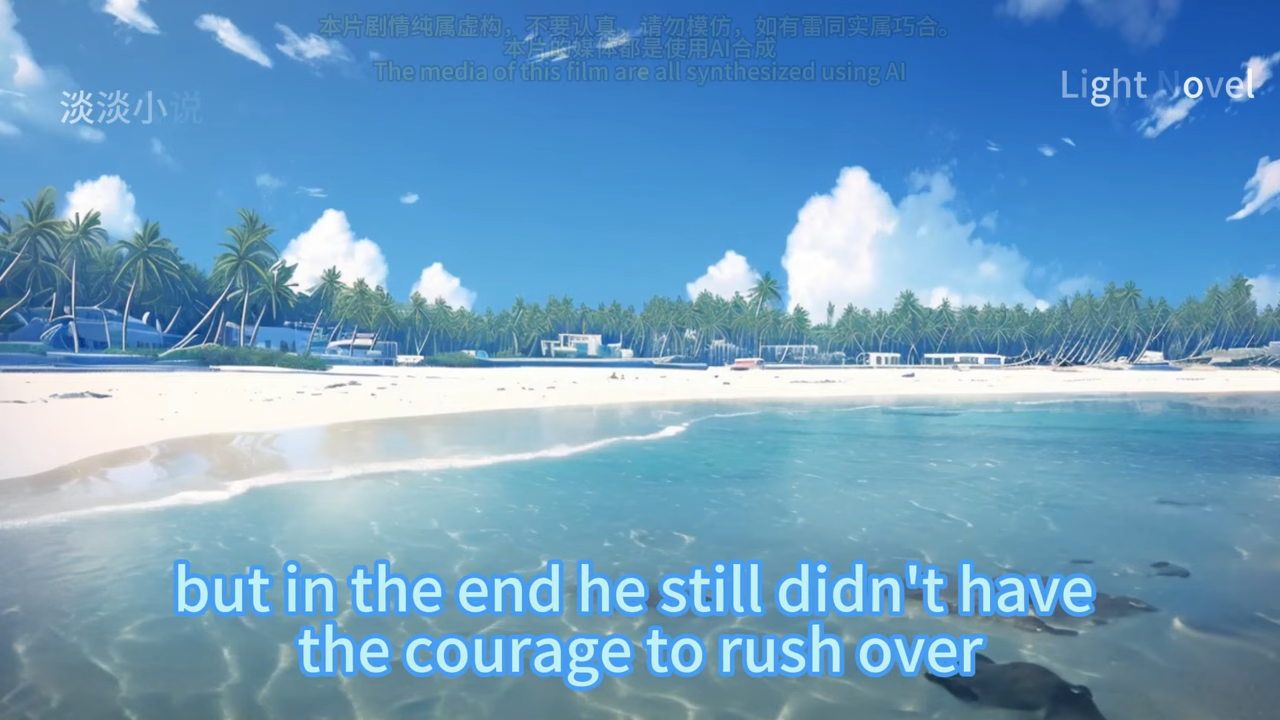 本片剧情纯属虚构，不要认真，请勿模仿，如有雷同实属巧合。
本片的媒体都是使用AI合成
The media of this film are all synthesized using AI
淡淡小说
Light Novel
but in the end he still didn't have
the courage to rush over